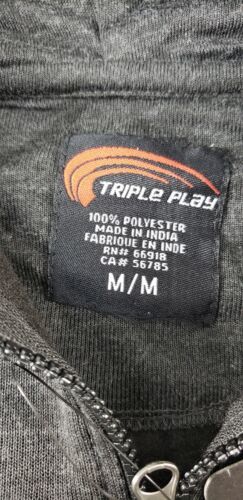 TRIPLE PLAY
100% POLYESTER
MADE IN INDIA
FABRIQUE EN INDE
RN# 66918
CA# 56785
M/M